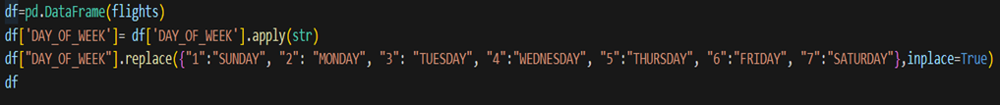 df=pd.DataFrame(flights)
df['DAY_OF_WEEK']= df['DAY_OF_WEEK'].apply(str)
df["DAY_OF_WEEK"].replace({"1":"SUNDAY", "2": "MONDAY", "3": "TUESDAY", "4":"WEDNESDAY", "5":"THURSDAY", "6":"FRIDAY", "7":"SATURDAY"},inplace=True)
df